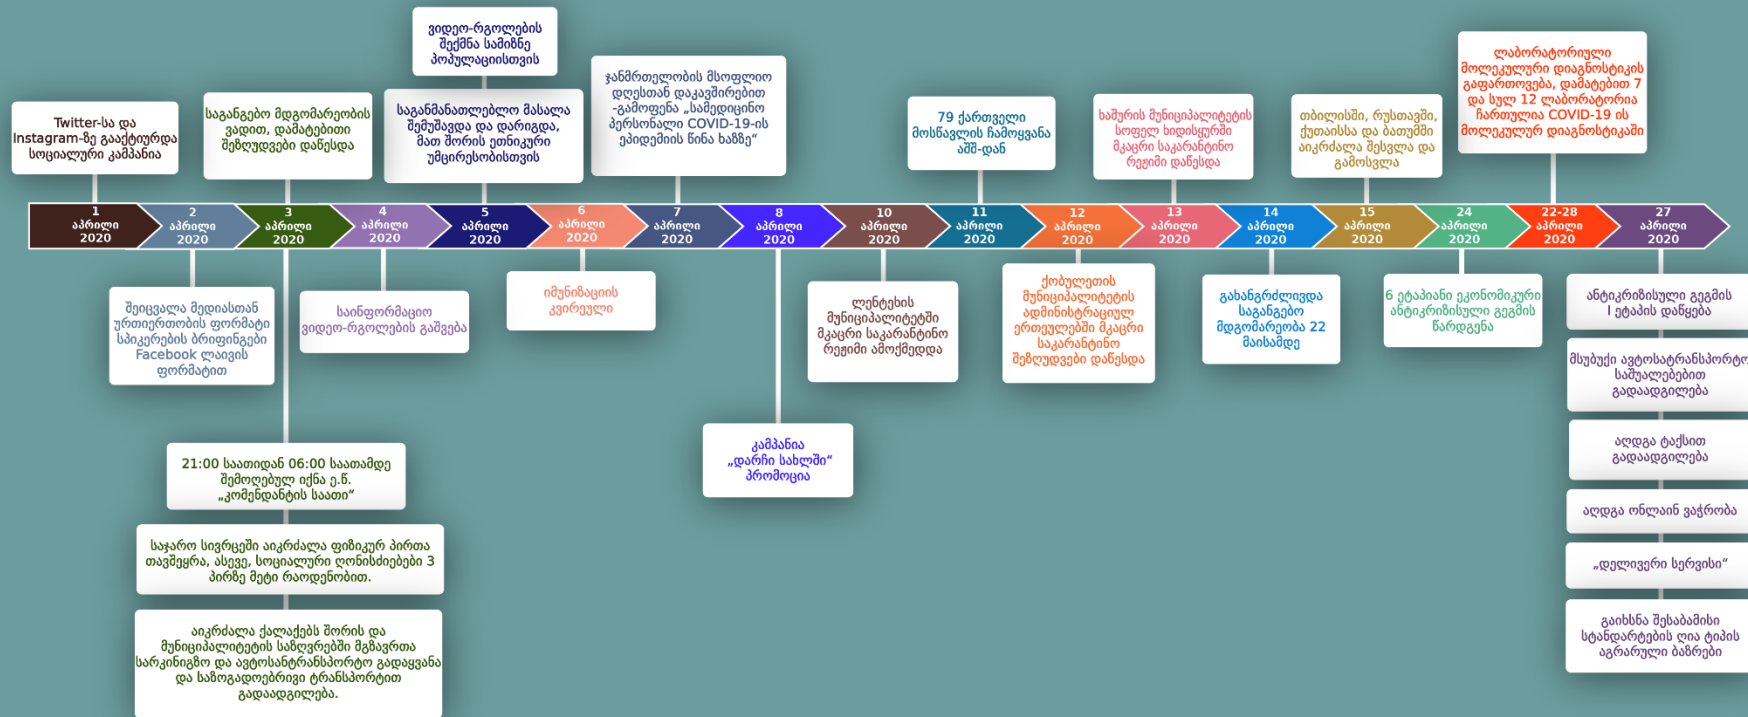 Twitter-სა და
Instagram-ზე გააქტიურდა
სოციალური კამპანია
საგანგებო მდგომარეობის
ვადით, დამატებითი
შეზღუდვები დაწესდა
ვიდეო-რგოლების
შექმნა სამიზნე
პოპულაციისთვის
საგანმანათლებლო მასალა
შემუშავდა და დარიგდა,
მათ შორის ეთნიკური
უმცირესობისთვის
ჯანმრთელობის მსოფლიო
დღესთან დაკავშირებით
-გამოფენა „სამედიცინო
პერსონალი COVID-19-ის
ეპიდემიის წინა ხაზზე“
79 ქართველი
მოსწავლის ჩამოყვანა
აშშ-დან
ხაშურის მუნიციპალიტეტის
სოფელ ხიდისყურში
მკაცრი საკარანტინო
რეჟიმი დაწესდა
თბილისში, რუსთავში,
ქუთაისსა და ბათუმში
აიკრძალა შესვლა და
გამოსვლა
ლაბორატორიული
მოლეკულური დიაგნოსტიკის
გაფართოვება, დამატებით 7
და სულ 12 ლაბორატორია
ჩართულია COVID-19 ის
მოლეკულურ დიაგნოსტიკაში
1
აპრილი
2020
2
აპრილი
2020
3
აპრილი
2020
4
აპრილი
2020
5
აპრილი
2020
6
აპრილი
2020
7
აპრილი
2020
8
აპრილი
2020
10
აპრილი
2020
11
აპრილი
2020
12
აპრილი
2020
13
აპრილი
2020
14
აპრილი
2020
15
აპრილი
2020
24
აპრილი
2020
22-28
აპრილი
2020
27
აპრილი
2020
შეიცვალა მედიასთან
ურთიერთობის ფორმატი
სპიკერების ბრიფინგები
Facebook ლაივის
ფორმატით
21:00 საათიდან 06:00 საათამდე
შემოღებულ იქნა ე.წ.
„კომენდანტის საათი“
საჯარო სივრცეში აიკრძალა ფიზიკურ პირთა
თავშეყრა, ასევე, სოციალური ღონისძიებები 3
პირზე მეტი რაოდენობით.
აიკრძალა ქალაქებს შორის და
მუნიციპალიტეტის საზღვრებში მგზავრთა
სარკინიგზო და ავტოსანტრანსპორტო გადაყვანა
და საზოგადოებრივი ტრანსპორტით
გადაადგილება.
საინფორმაციო
ვიდეო-რგოლების გაშვება
იმუნიზაციის
კვირეული
კამპანია
„დარჩი სახლში“
პრომოცია
ლენტეხის
მუნიციპალიტეტში
მკაცრი საკარანტინო
რეჟიმი ამოქმედდა
ქობულეთის
მუნიციპალიტეტის
ადმინისტრაციულ
ერთეულებში მკაცრი
საკარანტინო
შეზღუდვები დაწესდა
გახანგრძლივდა
საგანგებო
მდგომარეობა 22
მაისამდე
6 ეტაპიანი ეკონომიკური
ანტიკრიზისული გეგმის
წარდგენა
ანტიკრიზისული გეგმის
I ეტაპის დაწყება
მსუბუქი ავტოსატრანსპორტო
საშუალებებით
გადაადგილება
აღდგა ტაქსით
გადაადგილება
აღდგა ონლაინ ვაჭრობა
„დელივერი სერვისი“
გაიხსნა შესაბამისი
სტანდარტების ღია ტიპის
აგრარული ბაზრები